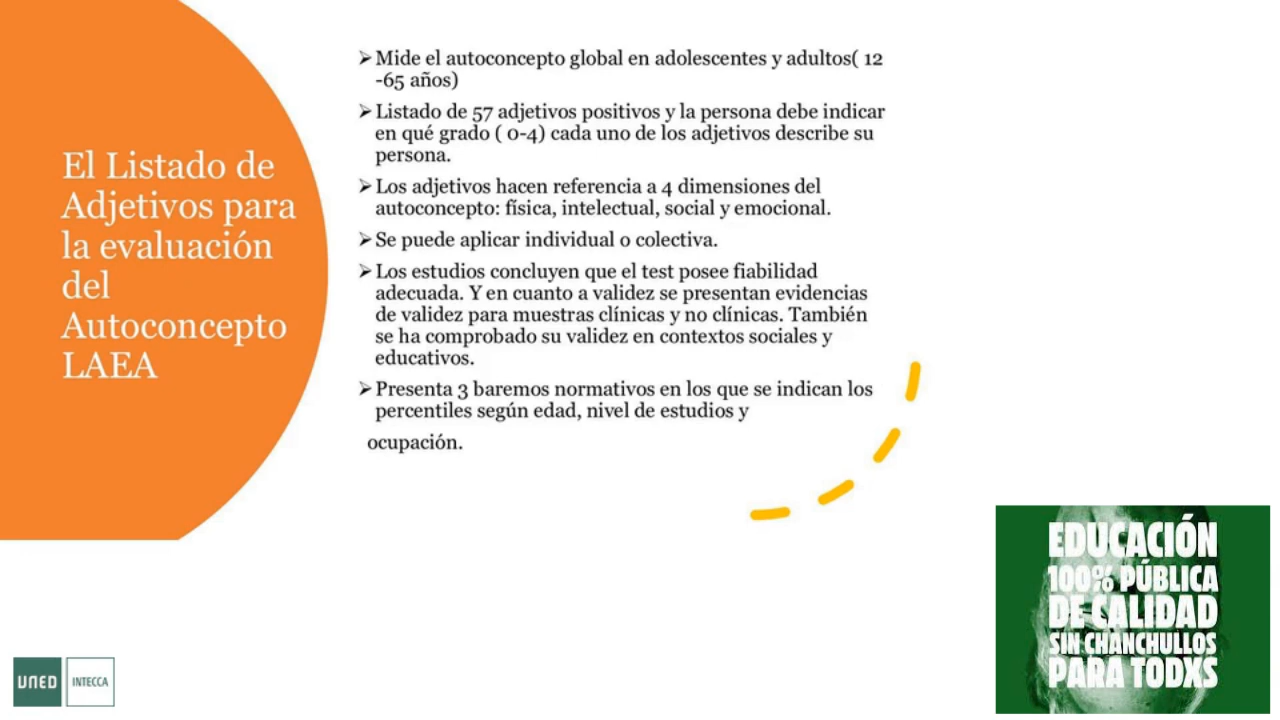 El Listado de
Adjetivos para
la evaluación
del
Autoconcepto
LAEA
➢Mide el autoconcepto global en adolescentes y adultos( 12
-65 años)
➢Listado de 57 adjetivos positivos y la persona debe indicar
en qué grado ( 0-4) cada uno de los adjetivos describe su
persona.
➢Los adjetivos hacen referencia a 4 dimensiones del
autoconcepto: física, intelectual, social y emocional.
➢Se puede aplicar individual o colectiva.
➢Los estudios concluyen que el test posee fiabilidad
adecuada. Y en cuanto a validez se presentan evidencias
de validez para muestras clínicas y no clínicas. También
se ha comprobado su validez en contextos sociales y
educativos.
➢Presenta 3 baremos normativos en los que se indican los
percentiles según edad, nivel de estudios y
ocupación.
EDUCACIÓN
100% PÚBLICA
DE CALIDAD
SIN CHANCHULLOS
PARA TODXS
UNED
INTECCA